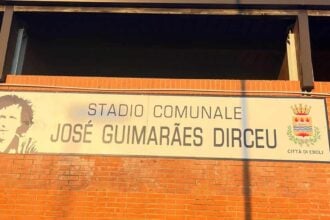 STADIO COMUNALE
JOSÉ GUIMARÃES DIRCEU
CITTÀ DI EBOLI